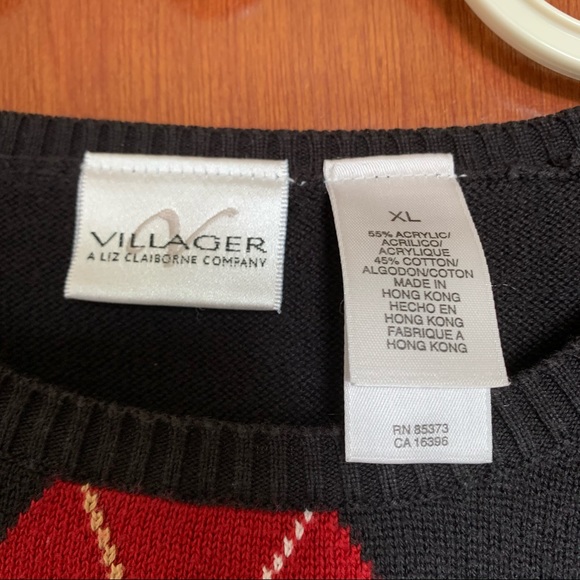 VILLAGER
A LIZ CLAIBORNE COMPANY
XL
55% ACRYLIC/
ACRILICO/
ACRYLIQUE
45% COTTON/
ALGODON/COTON
MADE IN
HONG KONG
HECHO EN
HONG KONG
FABRIQUE A
HONG KONG
RN 85373
CA 16396